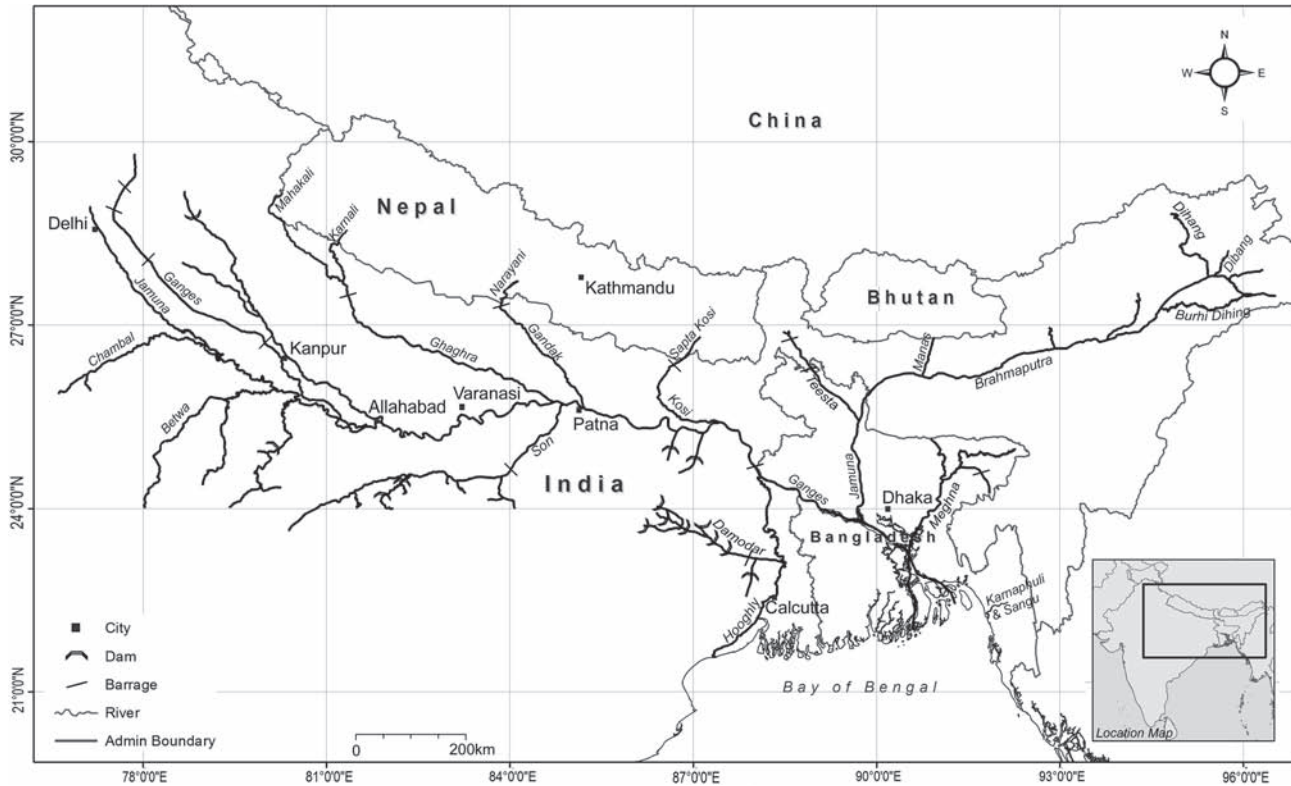 N
W
E
S
China
30°0'0"N
27°0'0"N
24°0'0"N
21°0'0"N
Mahakali
Nepal
Karnali
Delhi
Dihang
Dibang
Narayani
Kathmandu
Ganges
Jamuna
Bhutan
Burhi Dihing
Sapta Kosi
Kanpur
Gandak
Chambal
Ghaghra
Manas
Brahmaputra
Teesta
Varanasi
Allahabad
Kosi
Patna
Betwa
Son
India
Ganges
Jamuna
Dhaka
Meghna
Bangladesh
Damodar
Calcutta
Hooghly
Karnaphuli
& Sangu
Bay of Bengal
City
Dam
Barrage
River
Admin Boundary
0
200km
Location Map
78°0'0"E
81°0'0"E
84°0'0"E
87°0'0"E
90°0'0"E
93°0'0"E
96°0'0"E